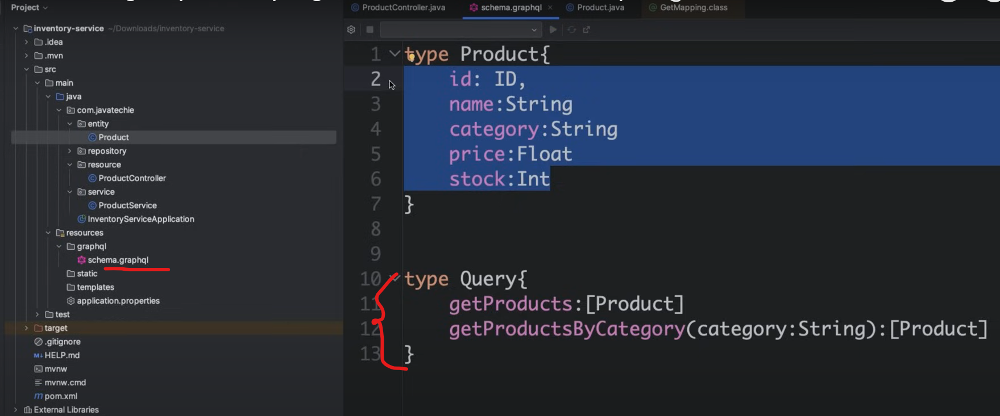 Project
inventory-service ~/Downloads/inventory-service
.idea
.mvn
src
main
java
com.javatechie
entity
Product
repository
resource
ProductController
service
ProductService
InventoryServiceApplication
resources
graphql
schema.graphql
static
templates
application.properties
test
target
.gitignore
HELP.md
mvnw
mvnw.cmd
pom.xml
External Libraries
ProductController.java schema.graphql Product.java GetMapping.class
1 type Product{
2 id: ID,
3 name:String
4 category:String
5 price:Float
6 stock:Int
7 }
8
9
10 type Query{
11 getProducts:[Product]
12 getProductsByCategory(category:String):[Product]
13 }